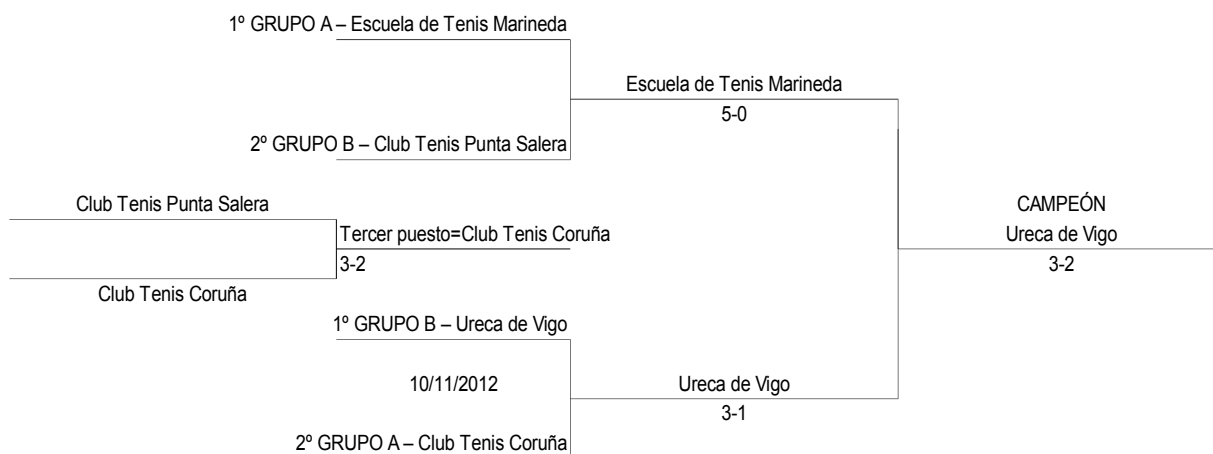 1º GRUPO A – Escuela de Tenis Marineda
Escuela de Tenis Marineda
5-0
2º GRUPO B – Club Tenis Punta Salera
Club Tenis Punta Salera
CAMPEÓN
Tercer puesto=Club Tenis Coruña
Ureca de Vigo
3-2
3-2
Club Tenis Coruña
1º GRUPO B – Ureca de Vigo
10/11/2012
Ureca de Vigo
3-1
2º GRUPO A – Club Tenis Coruña